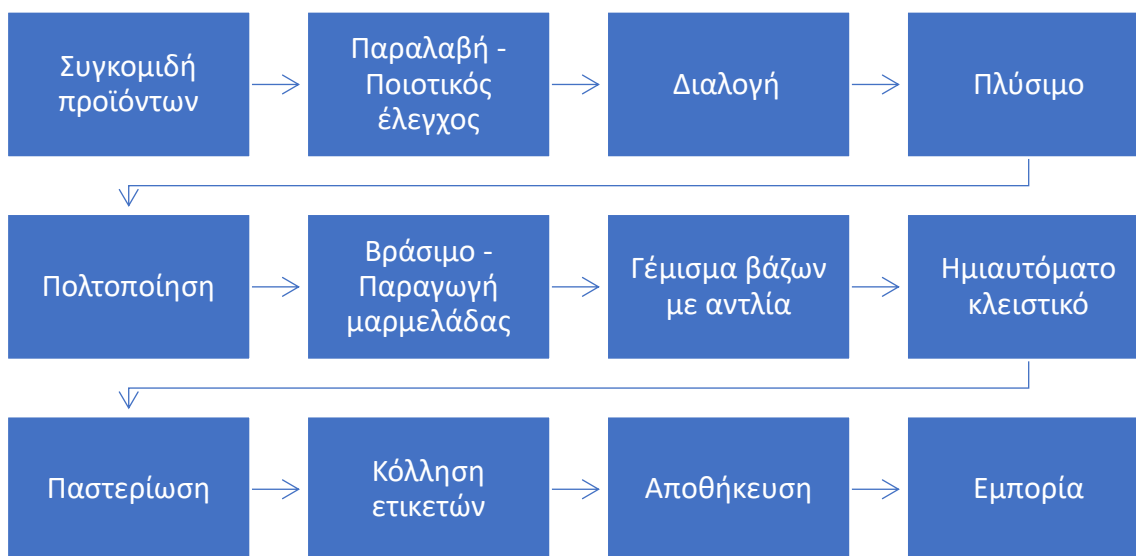 Συγκομιδή
προϊόντων
Παραλαβή -
Ποιοτικός
έλεγχος
Διαλογή
Πλύσιμο
Πολτοποίηση
Βράσιμο -
Παραγωγή
μαρμελάδας
Γέμισμα βάζων
με αντλία
Ημιαυτόματο
κλειστικό
Παστερίωση
Κόλληση
ετικετών
Αποθήκευση
Εμπορία